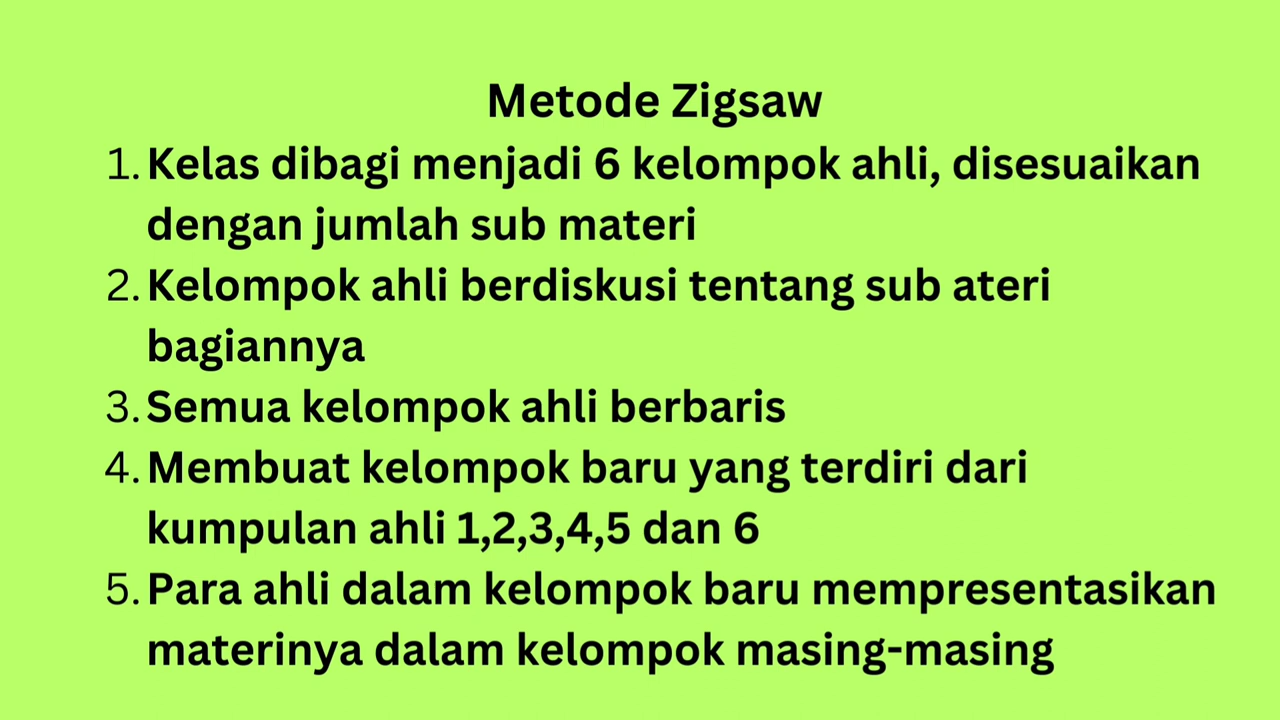 Metode Zigsaw
1. Kelas dibagi menjadi 6 kelompok ahli, disesuaikan
dengan jumlah sub materi
2. Kelompok ahli berdiskusi tentang sub ateri
bagiannya
3. Semua kelompok ahli berbaris
4. Membuat kelompok baru yang terdiri dari
kumpulan ahli 1,2,3,4,5 dan 6
5. Para ahli dalam kelompok baru mempresentasikan
materinya dalam kelompok masing-masing